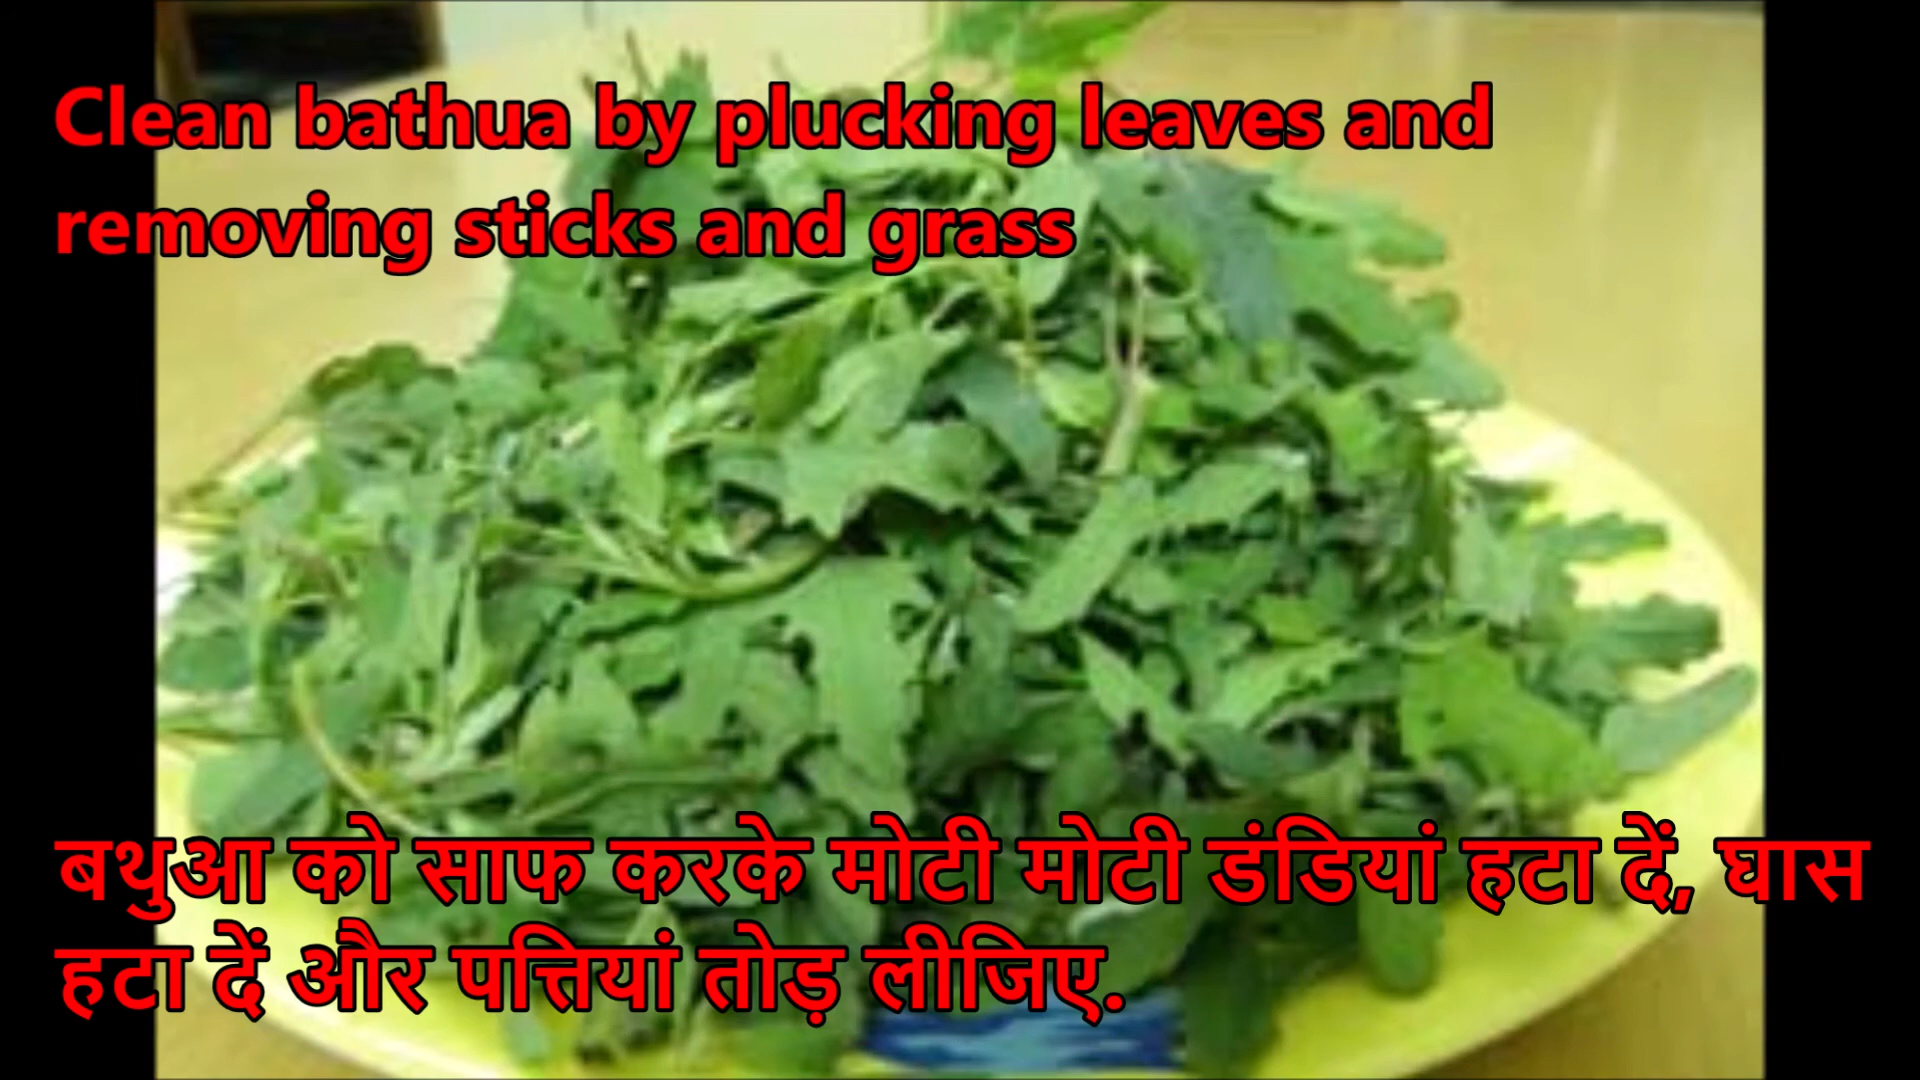 Clean bathua by plucking leaves and
removing sticks and grass
बथुआ को साफ करके मोटी मोटी डंडियां हटा दें, घास
हटा दें और पत्तियां तोड़ लीजिए.